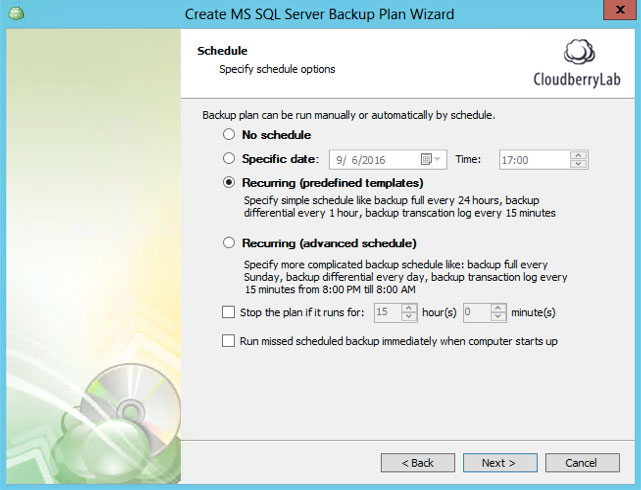 Create MS SQL Server Backup Plan Wizard
x
Schedule
Specify schedule options
CloudberryLab
Backup plan can be run manually or automatically by schedule.
No schedule
Specific date: 9/ 6/2016 Time: 17:00
Recurring (predefined templates)
Specify simple schedule like backup full every 24 hours, backup
differential every 1 hour, backup transcation log every 15 minutes
Recurring (advanced schedule)
Specify more complicated backup schedule like: backup full every
Sunday, backup differential every day, backup transaction log every
15 minutes from 8:00 PM till 8:00 AM
Stop the plan if it runs for: 15 hour(s) 0 minute(s)
Run missed scheduled backup immediately when computer starts up
< Back Next > Cancel